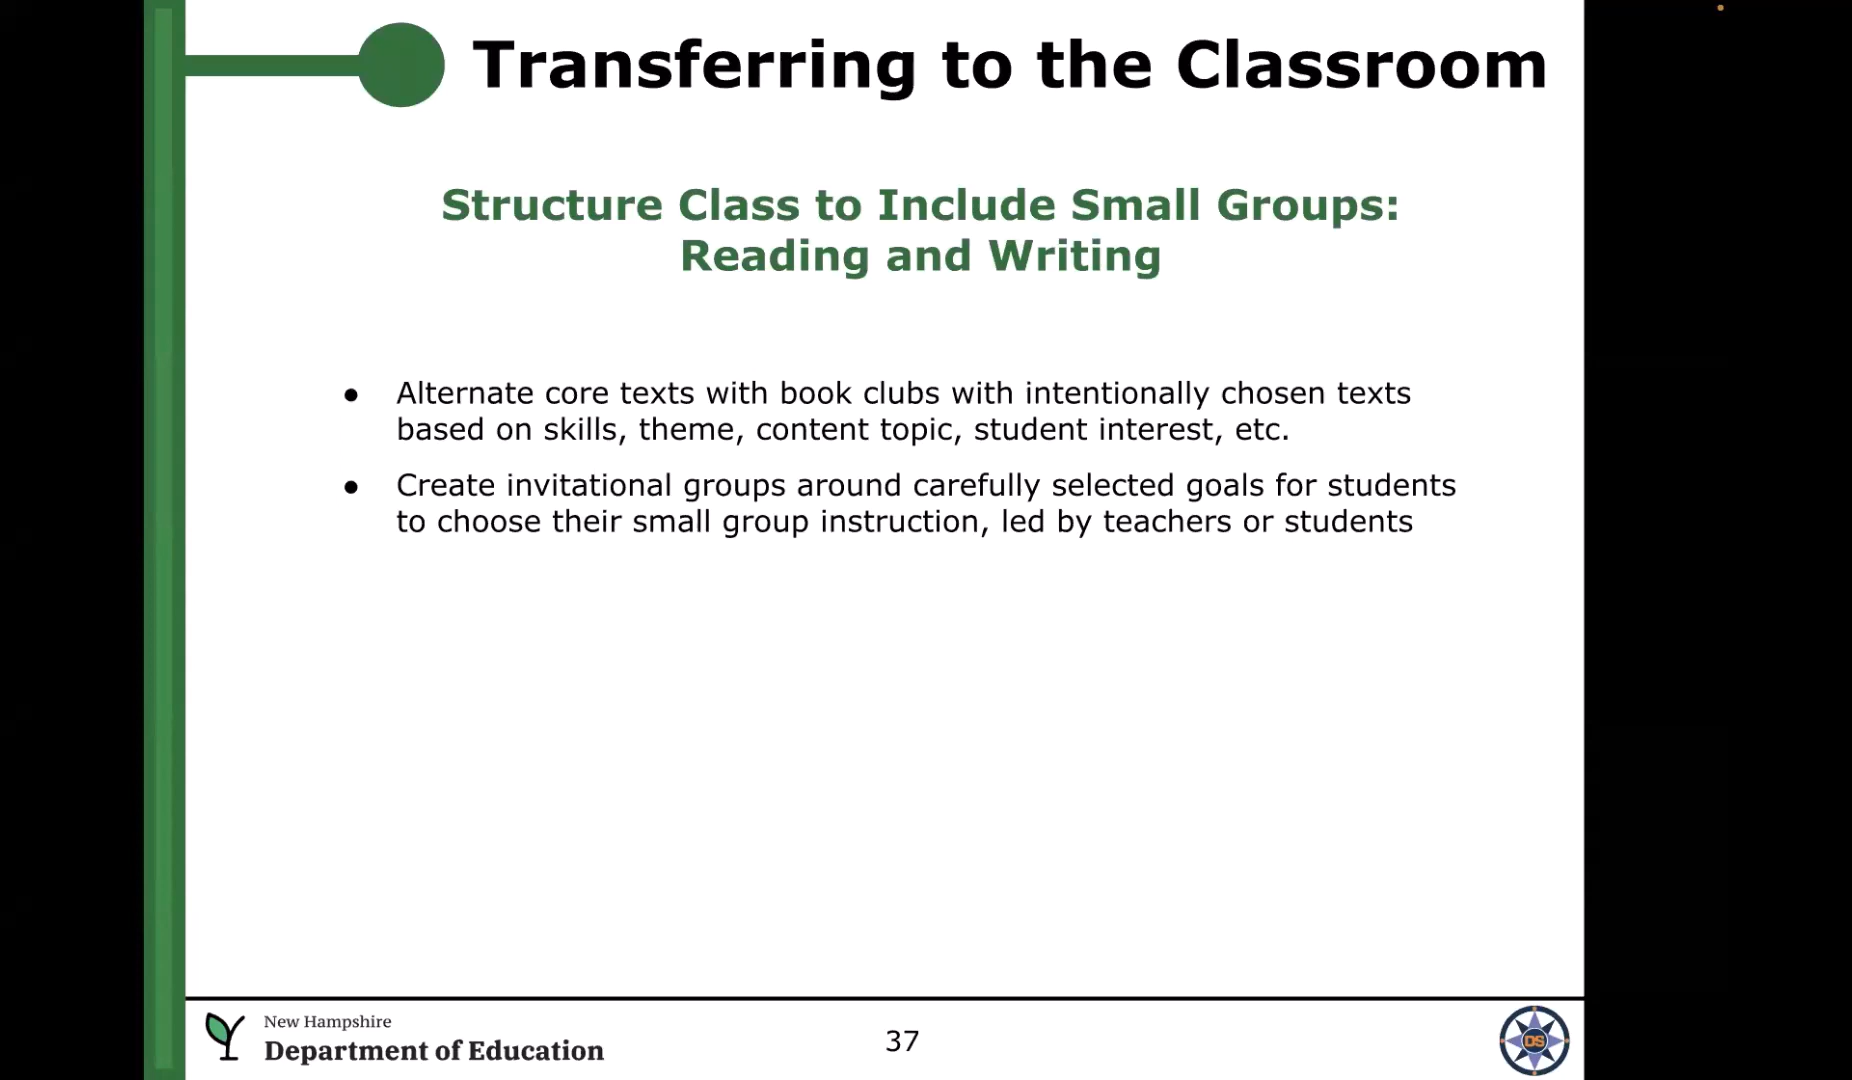 Transferring to the Classroom
Structure Class to Include Small Groups:
Reading and Writing
● Alternate core texts with book clubs with intentionally chosen texts
based on skills, theme, content topic, student interest, etc.
● Create invitational groups around carefully selected goals for students
to choose their small group instruction, led by teachers or students
New Hampshire
Department of Education
37
DS